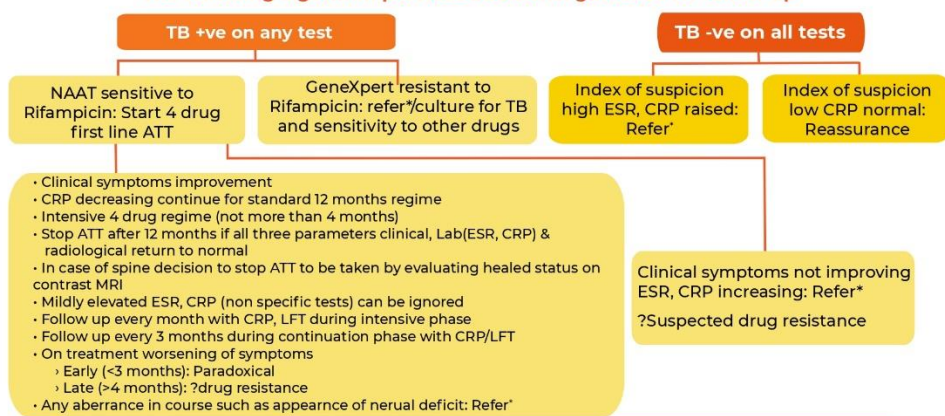 TB +ve on any test
TB -ve on all tests
NAAT sensitive to
Rifampicin: Start 4 drug
first line ATT
GeneXpert resistant to
Rifampicin: refer*/culture for TB
and sensitivity to other drugs
Index of suspicion
high ESR, CRP raised:
Refer*
Index of suspicion
low CRP normal:
Reassurance
• Clinical symptoms improvement
• CRP decreasing continue for standard 12 months regime
• Intensive 4 drug regime (not more than 4 months)
• Stop ATT after 12 months if all three parameters clinical, Lab(ESR, CRP) &
radiological return to normal
• In case of spine decision to stop ATT to be taken by evaluating healed status on
contrast MRI
• Mildly elevated ESR, CRP (non specific tests) can be ignored
• Follow up every month with CRP, LFT during intensive phase
• Follow up every 3 months during continuation phase with CRP/LFT
• On treatment worsening of symptoms
› Early (<3 months): Paradoxical
› Late (>4 months): ?drug resistance
• Any aberrance in course such as appearnce of nerual deficit: Refer*
Clinical symptoms not improving
ESR, CRP increasing: Refer*
?Suspected drug resistance